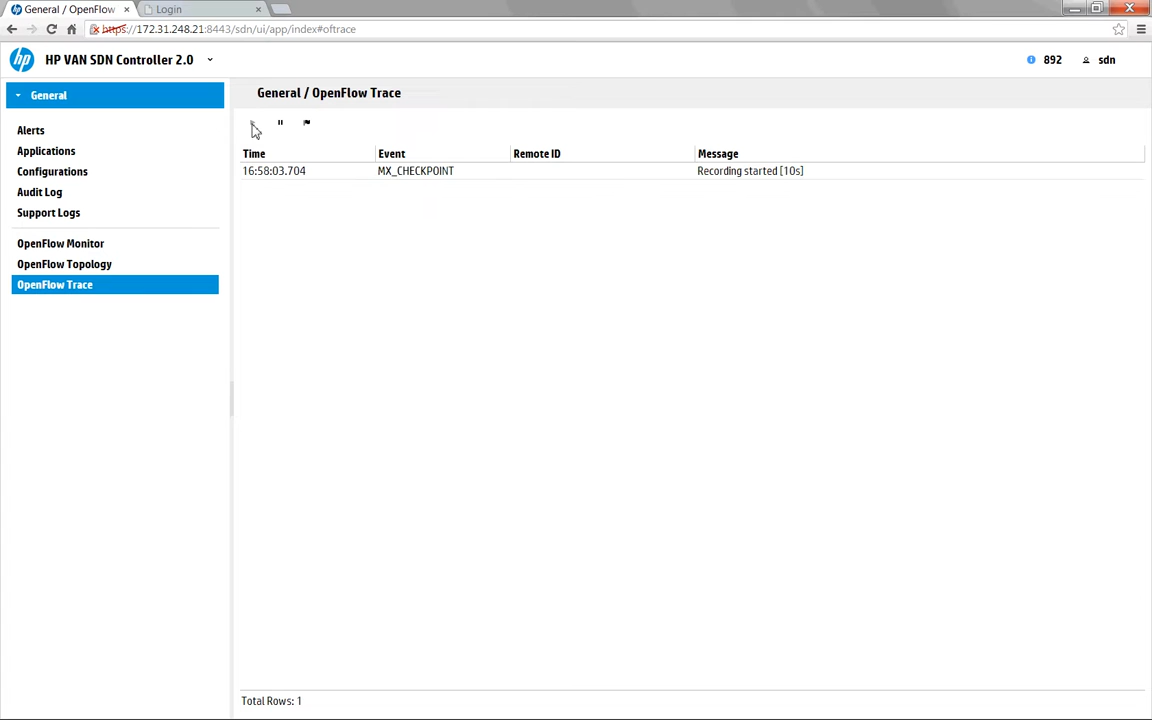 General / OpenFlow
Login
https://172.31.248.21:8443/sdn/ui/app/index#oftrace
hp HP VAN SDN Controller 2.0
892 sdn
General
General / OpenFlow Trace
Alerts
Applications
Configurations
Audit Log
Support Logs
OpenFlow Monitor
OpenFlow Topology
OpenFlow Trace
Time Event Remote ID Message
16:58:03.704 MX_CHECKPOINT Recording started [10s]
Total Rows: 1